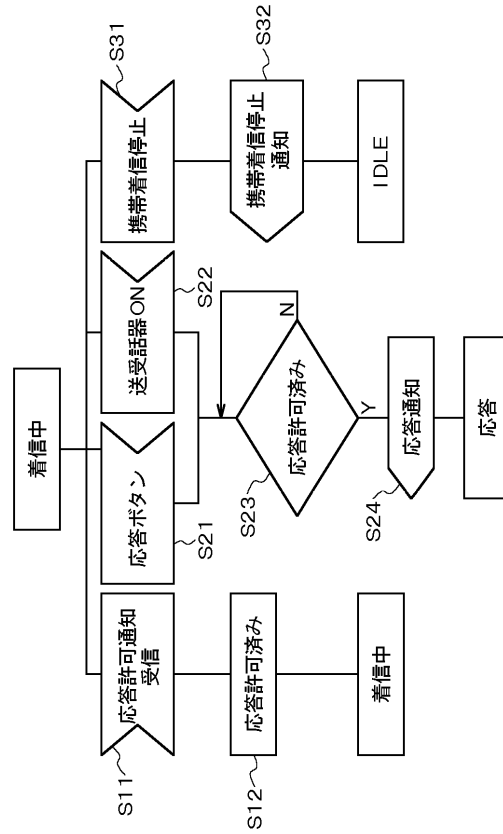 着信中
S11
応答許可通知
受信
S12
応答許可済み
着信中
応答ボタン
S21
送受話器ON
S22
応答許可済み
S23
N
Y
応答通知
S24
応答
携帯着信停止
S31
携帯着信停止
通知
S32
IDLE